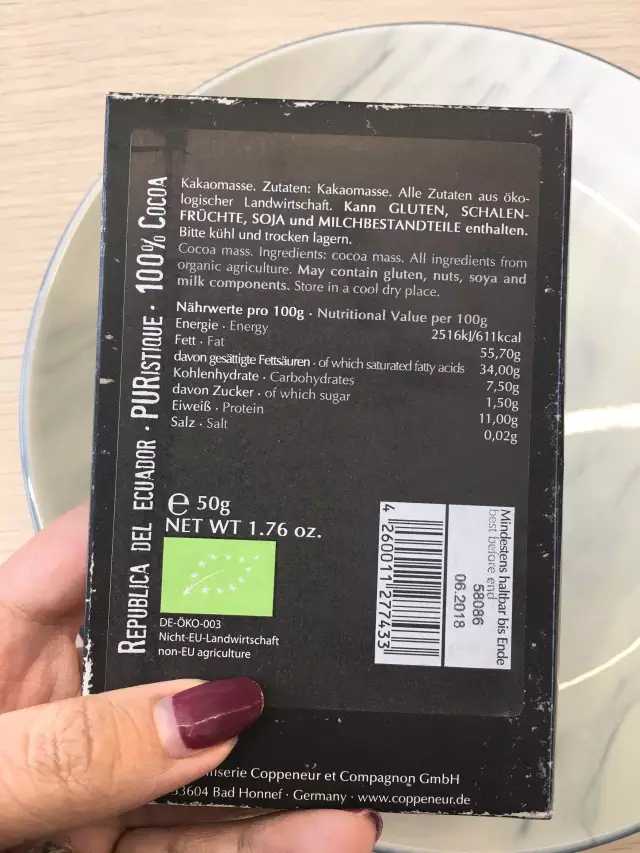 REPUBLICA DEL ECUADOR · PURISTIQUE · 100% COCOA
Kakaomasse. Zutaten: Kakaomasse. Alle Zutaten aus öko-
logischer Landwirtschaft. Kann GLUTEN, SCHALEN-
FRÜCHTE, SOJA und MILCHBESTANDTEILE enthalten.
Bitte kühl und trocken lagern.
Cocoa mass. Ingredients: cocoa mass. All ingredients from
organic agriculture. May contain gluten, nuts, soya and
milk components. Store in a cool dry place.
Nährwerte pro 100g · Nutritional Value per 100g
Energie · Energy 2516kJ/611kcal
Fett · Fat 55,70g
davon gesättigte Fettsäuren · of which saturated fatty acids 34,00g
Kohlenhydrate · Carbohydrates 7,50g
davon Zucker · of which sugar 1,50g
Eiweiß · Protein 11,00g
Salz · Salt 0,02g
e 50g
NET WT 1.76 oz.
DE-ÖKO-003
Nicht-EU-Landwirtschaft
non-EU agriculture
4 260011 277433
Mindestens haltbar bis Ende
best before end
58086
06.2018
Coppeneur et Compagnon GmbH
Bad Honnef · Germany · www.coppeneur.de